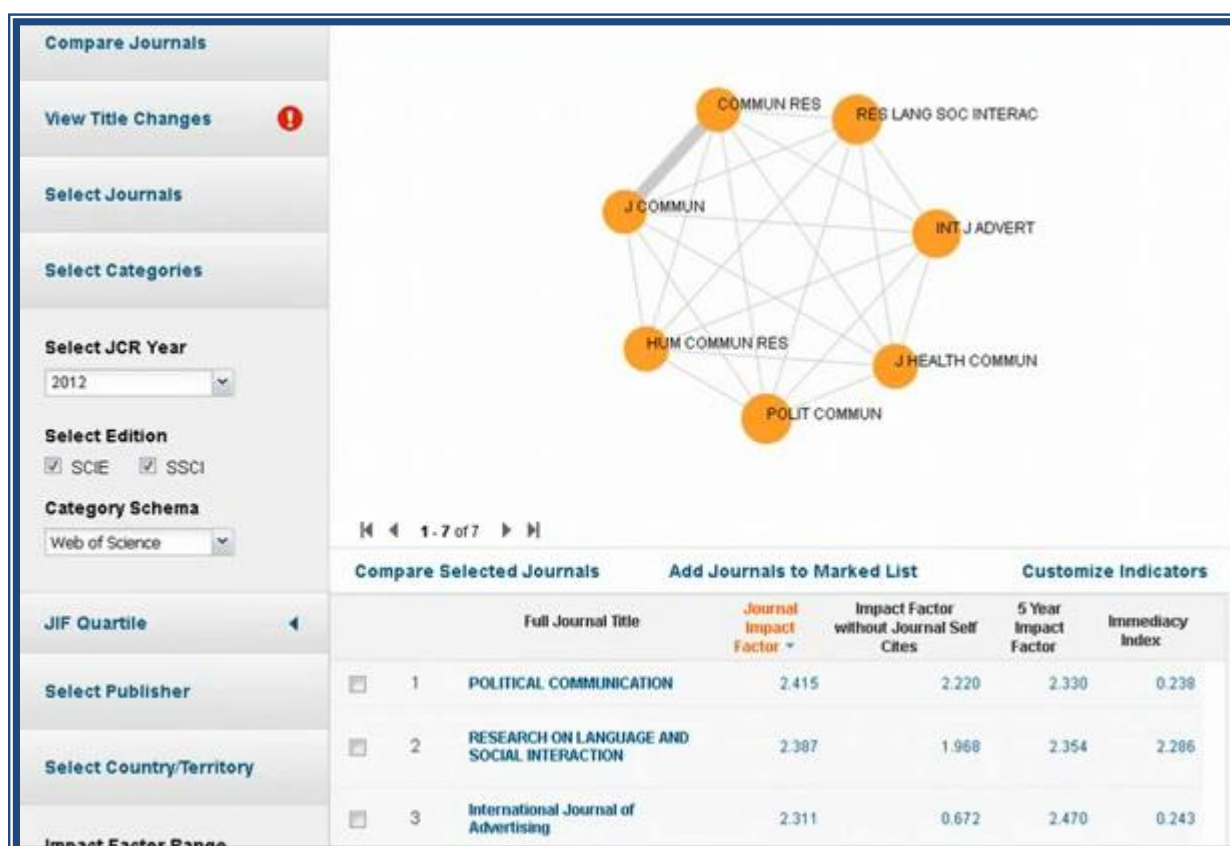 Compare Journals
View Title Changes
Select Journals
Select Categories
Select JCR Year
2012
Select Edition
SCIE SSCI
Category Schema
Web of Science
JIF Quartile
Select Publisher
Select Country/Territory
Impact Factor Range
COMMUN RES
RES LANG SOC INTERAC
J COMMUN
INT J ADVERT
HUM COMMUN RES
J HEALTH COMMUN
POLIT COMMUN
1 - 7 of 7
Compare Selected Journals Add Journals to Marked List Customize Indicators
Full Journal Title
Journal
Impact
Factor
Impact Factor
without Journal Self
Cites
5 Year
Impact
Factor
Immediacy
Index
1 POLITICAL COMMUNICATION 2.415 2.220 2.330 0.238
2 RESEARCH ON LANGUAGE AND
SOCIAL INTERACTION 2.387 1.968 2.354 2.286
3 International Journal of
Advertising 2.311 0.672 2.470 0.243